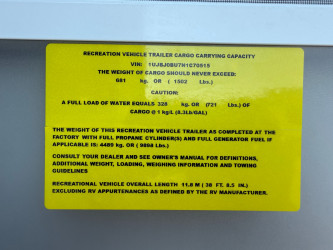 RECREATION VEHICLE TRAILER CARGO CARRYING CAPACITY
VIN: 1UJBJ0BU7H1C70515
THE WEIGHT OF CARGO SHOULD NEVER EXCEED:
681 kg. OR ( 1502 Lbs.)
CAUTION:
A FULL LOAD OF WATER EQUALS 328 kg. OR (721 Lbs.) OF
CARGO @ 1 kg/L (8.3Lb/GAL)
THE WEIGHT OF THIS RECREATION VEHICLE TRAILER AS COMPLETED AT THE
FACTORY WITH FULL PROPANE CYLINDER(S) AND FULL GENERATOR FUEL IF
APPLICABLE IS: 4489 kg. OR ( 9898 Lbs.)
CONSULT YOUR DEALER AND SEE OWNER'S MANUAL FOR DEFINITIONS,
ADDITIONAL WEIGHT, LOADING, WEIGHING INFORMATION AND TOWING
GUIDELINES
RECREATIONAL VEHICLE OVERALL LENGTH 11.8 M ( 38 FT. 8.5 IN.)
EXCLUDING RV APPURTENANCES AS DEFINED BY THE RV MANUFACTURERS.